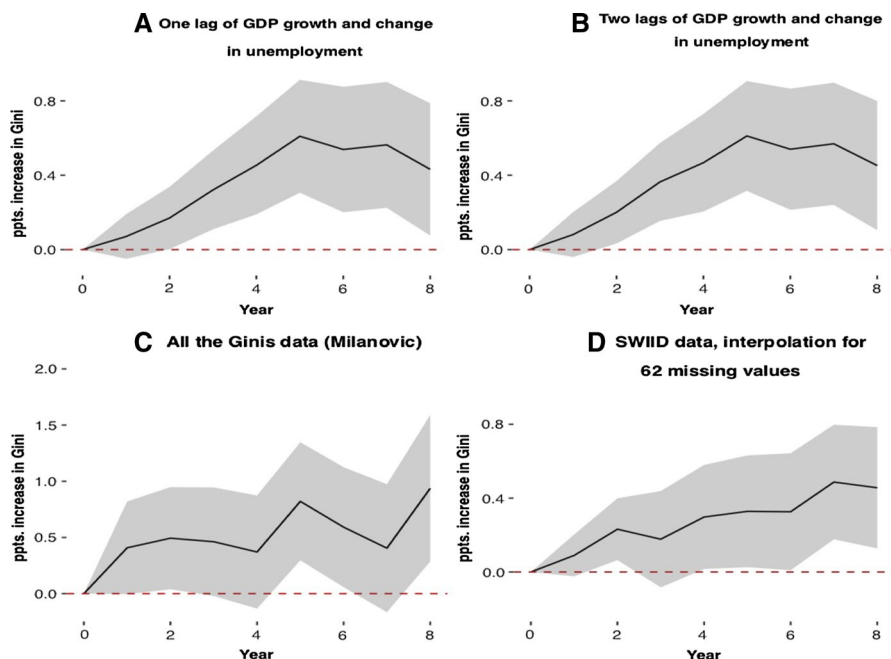 A One lag of GDP growth and change
in unemployment
ppts. increase in Gini
0.8
0.4
0.0
0 2 4 6 8
Year
B Two lags of GDP growth and change
in unemployment
ppts. increase in Gini
0.8
0.4
0.0
0 2 4 6 8
Year
C All the Ginis data (Milanovic)
ppts. increase in Gini
2.0
1.5
1.0
0.5
0.0
0 2 4 6 8
Year
D SWIID data, interpolation for
62 missing values
ppts. increase in Gini
0.8
0.4
0.0
0 2 4 6 8
Year